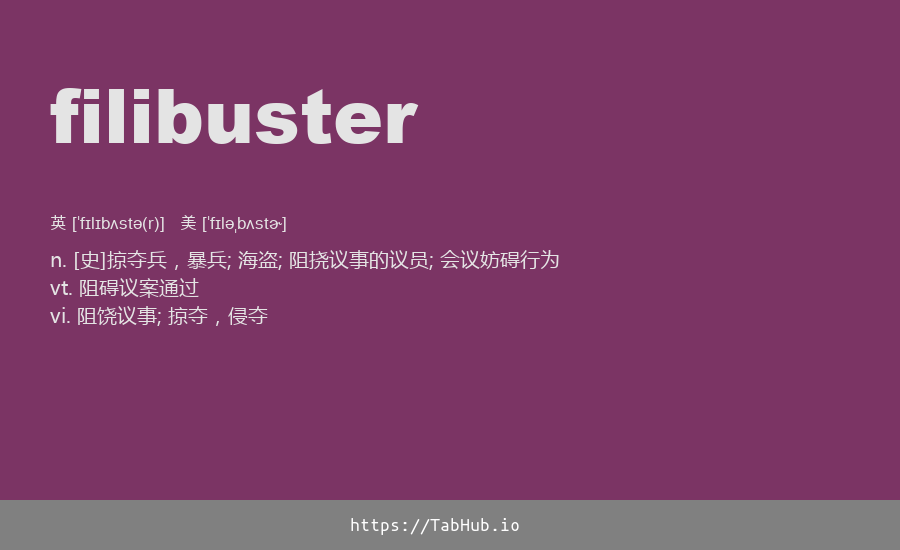 filibuster
英 [ˈfɪlɪbʌstə(r)] 美 [ˈfɪləˌbʌstɚ]
n. [史]掠夺兵，暴兵; 海盗; 阻挠议事的议员; 会议妨碍行为
vt. 阻碍议案通过
vi. 阻饶议事; 掠夺，侵夺
https://TabHub.io